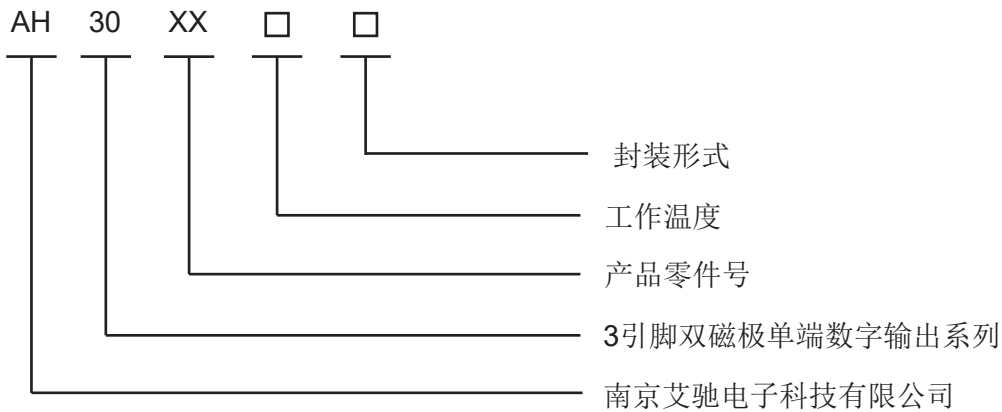 AH 30 XX □ □
封装形式
工作温度
产品零件号
3引脚双磁极单端数字输出系列
南京艾驰电子科技有限公司